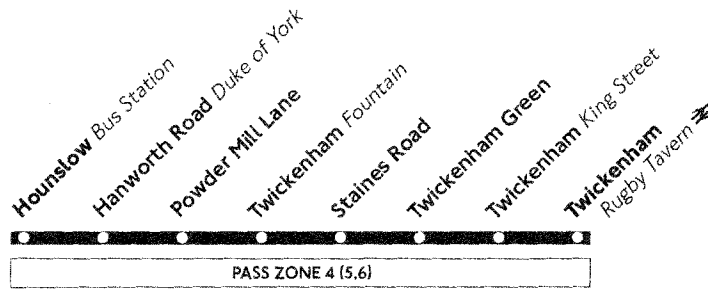 Hounslow Bus Station
Hanworth Road Duke of York
Powder Mill Lane
Twickenham Fountain
Staines Road
Twickenham Green
Twickenham King Street
Twickenham
Rugby Tavern
PASS ZONE 4 (5,6)